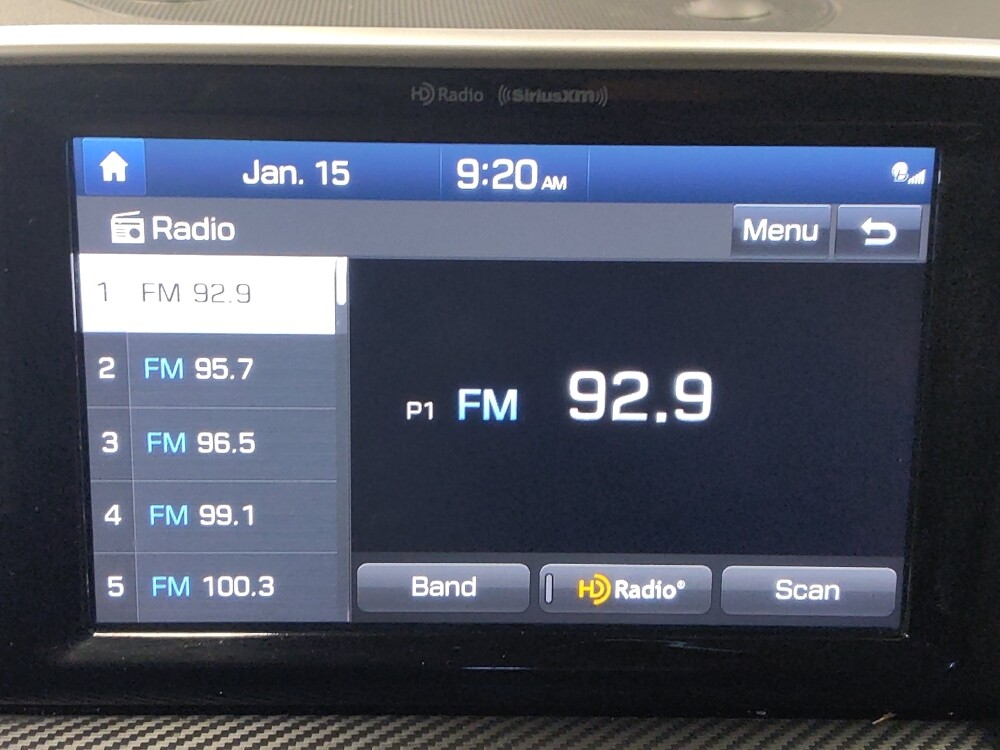 HD Radio ((SiriusXM))
Jan. 15 9:20 AM
Radio Menu
1 FM 92.9
2 FM 95.7
3 FM 96.5
4 FM 99.1
5 FM 100.3
P1 FM 92.9
Band HD Radio® Scan